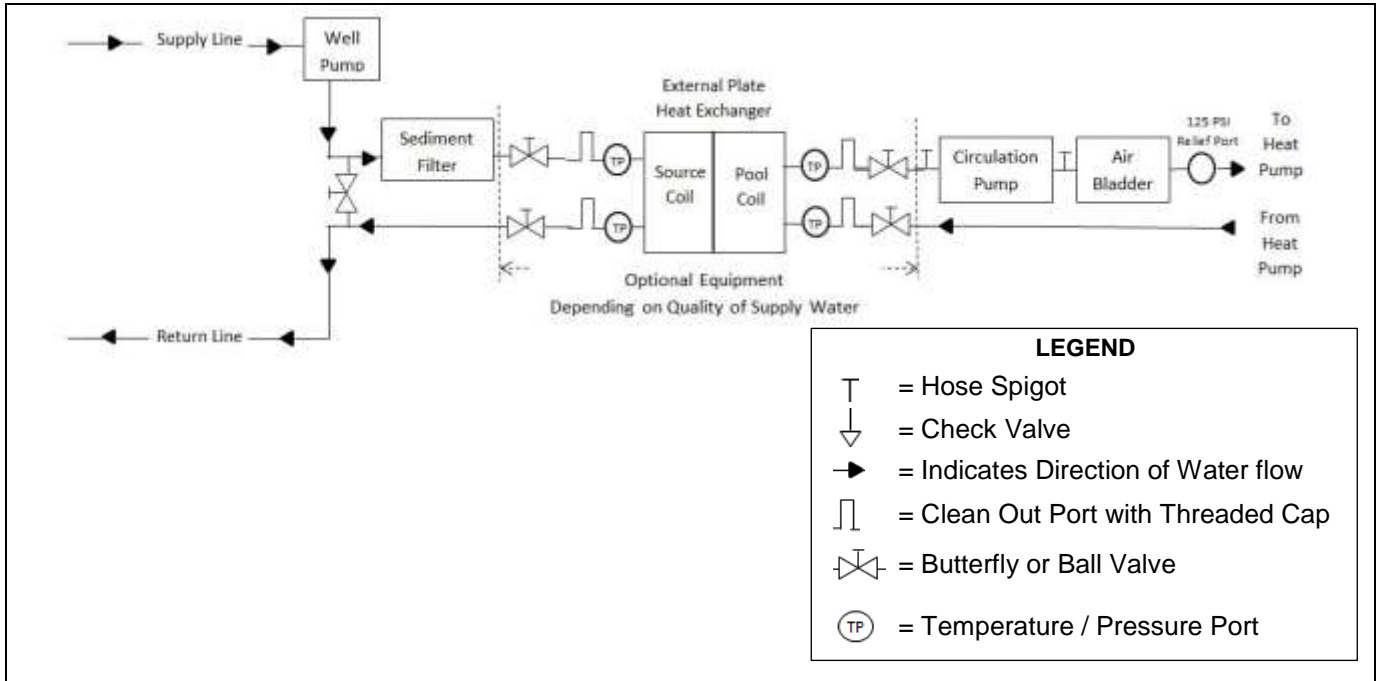 Supply Line
Well
Pump
External Plate
Heat Exchanger
Sediment
Filter
TP
TP
Source
Coil
Pool
Coil
TP
TP
Circulation
Pump
Air
Bladder
125 PSI
Relief Port
To
Heat
Pump
From
Heat
Pump
Optional Equipment
Depending on Quality of Supply Water
Return Line
LEGEND
= Hose Spigot
= Check Valve
= Indicates Direction of Water flow
= Clean Out Port with Threaded Cap
= Butterfly or Ball Valve
TP = Temperature / Pressure Port